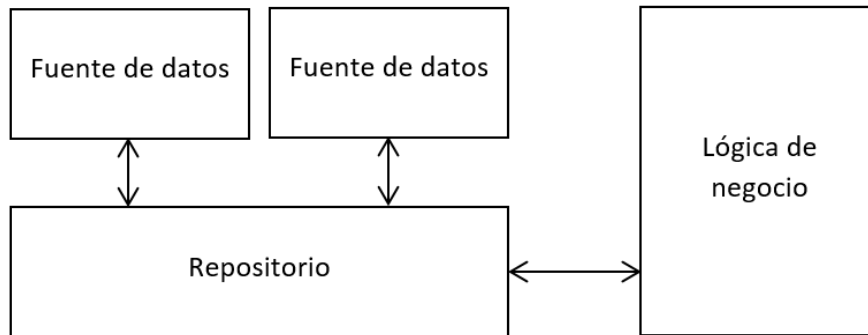 Fuente de datos
Fuente de datos
Lógica de
negocio
Repositorio